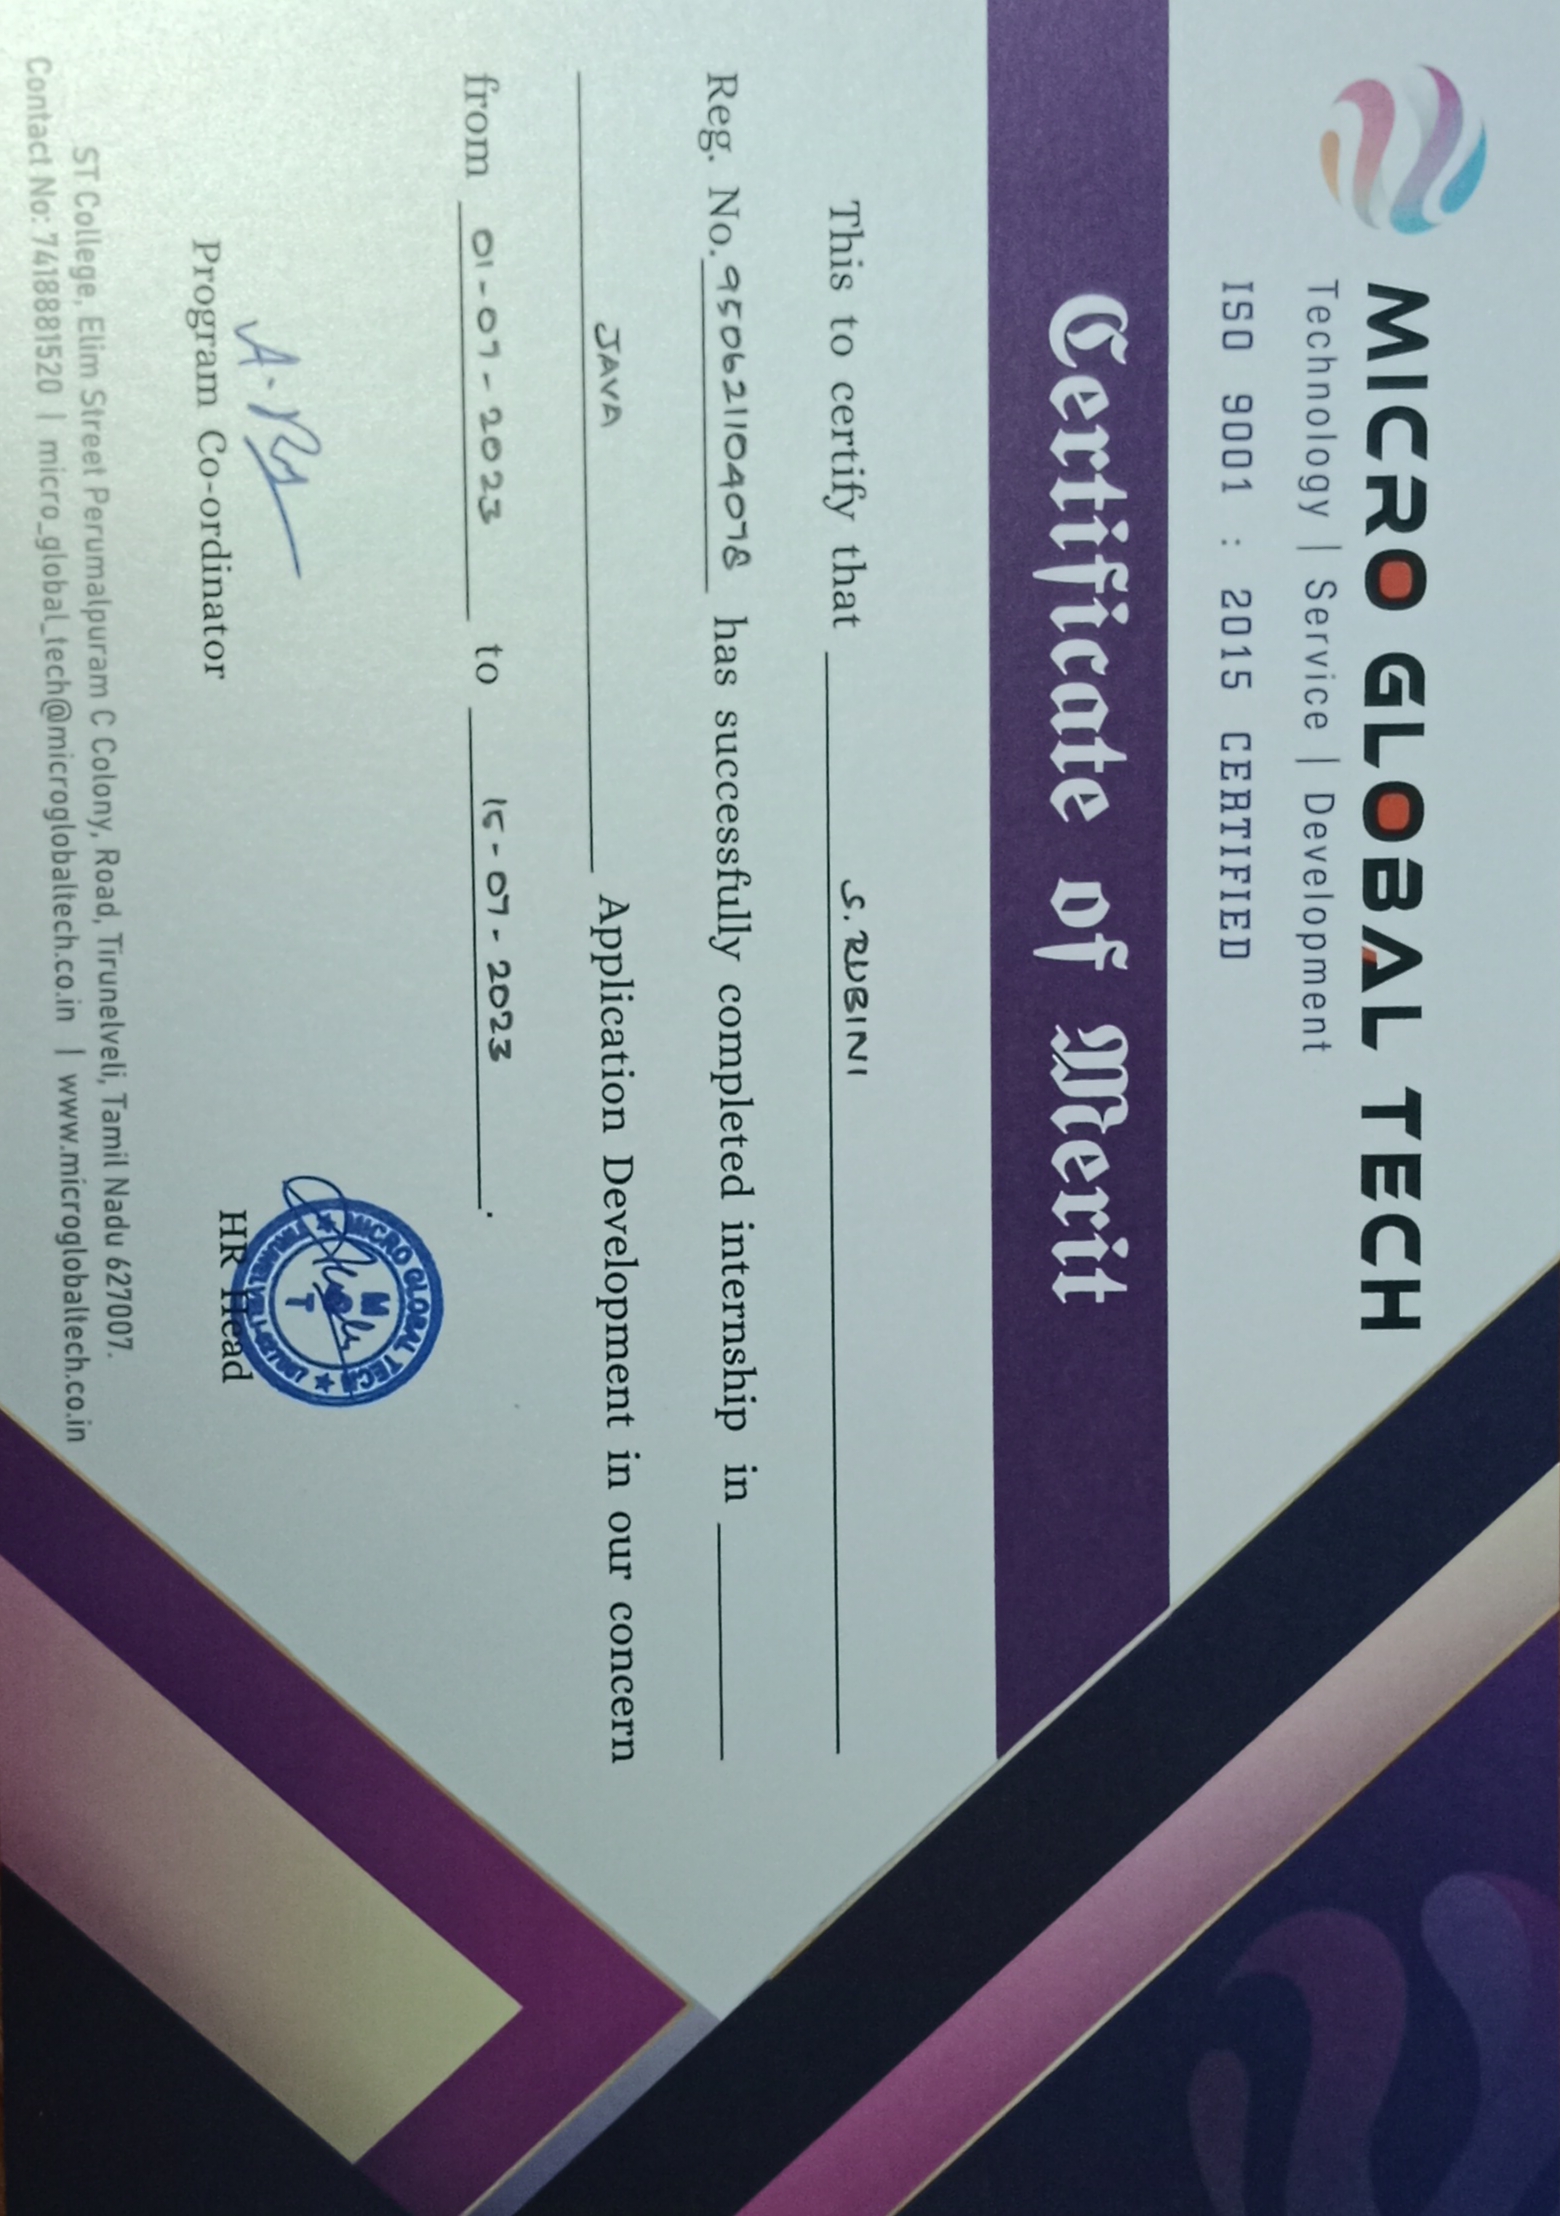 MICRO GLOBAL TECH
Technology | Service | Development
ISO 9001 : 2015 CERTIFIED
Certificate of Merit
This to certify that S. RUBINI
Reg. No. 950621104078 has successfully completed internship in
JAVA Application Development in our concern
from 01-07-2023 to 15-07-2023.
MICRO GLOBAL TECH
M
T
TIRUNELVELI-627007
A.
Program Co-ordinator
HR Head
ST College, Elim Street Perumalpuram C Colony, Road, Tirunelveli, Tamil Nadu 627007.
Contact No: 7418881520 | micro_global_tech@microglobaltech.co.in | www.microglobaltech.co.in